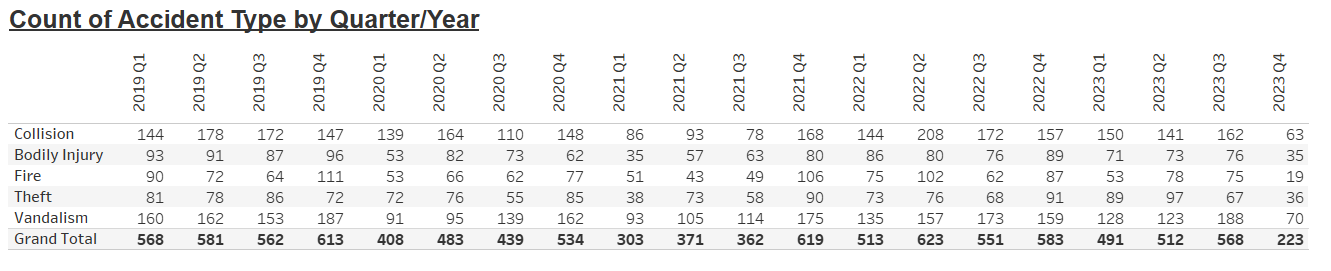 Count of Accident Type by Quarter/Year
2019 Q1 2019 Q2 2019 Q3 2019 Q4 2020 Q1 2020 Q2 2020 Q3 2020 Q4 2021 Q1 2021 Q2 2021 Q3 2021 Q4 2022 Q1 2022 Q2 2022 Q3 2022 Q4 2023 Q1 2023 Q2 2023 Q3 2023 Q4
Collision 144 178 172 147 139 164 110 148 86 93 78 168 144 208 172 157 150 141 162 63
Bodily Injury 93 91 87 96 53 82 73 62 35 57 63 80 86 80 76 89 71 73 76 35
Fire 90 72 64 111 53 66 62 77 51 43 49 106 75 102 62 87 53 78 75 19
Theft 81 78 86 72 72 76 55 85 38 73 58 90 73 76 68 91 89 97 67 36
Vandalism 160 162 153 187 91 95 139 162 93 105 114 175 135 157 173 159 128 123 188 70
Grand Total 568 581 562 613 408 483 439 534 303 371 362 619 513 623 551 583 491 512 568 223